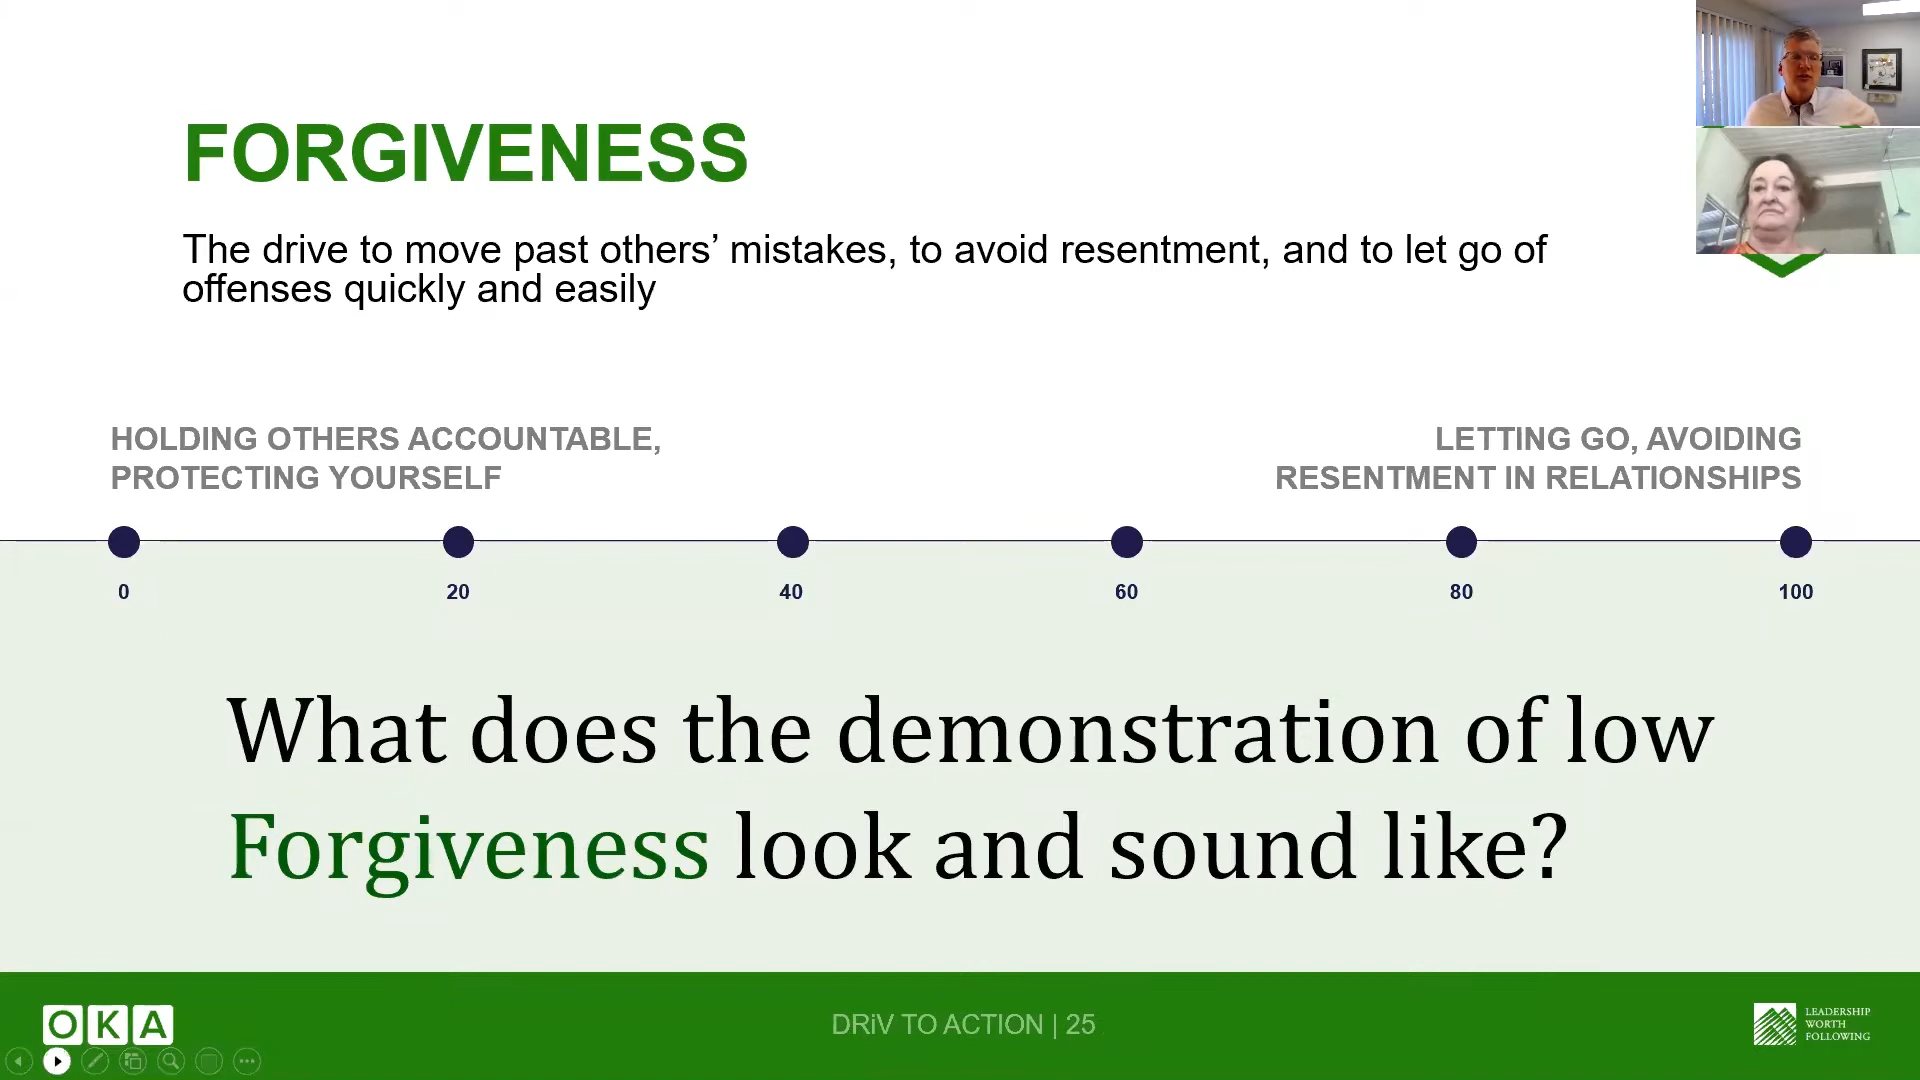 FORGIVENESS
The drive to move past others’ mistakes, to avoid resentment, and to let go of
offenses quickly and easily
HOLDING OTHERS ACCOUNTABLE,
PROTECTING YOURSELF
LETTING GO, AVOIDING
RESENTMENT IN RELATIONSHIPS
0 20 40 60 80 100
What does the demonstration of low
Forgiveness look and sound like?
OKA
DRiV TO ACTION | 25
LEADERSHIP
WORTH
FOLLOWING